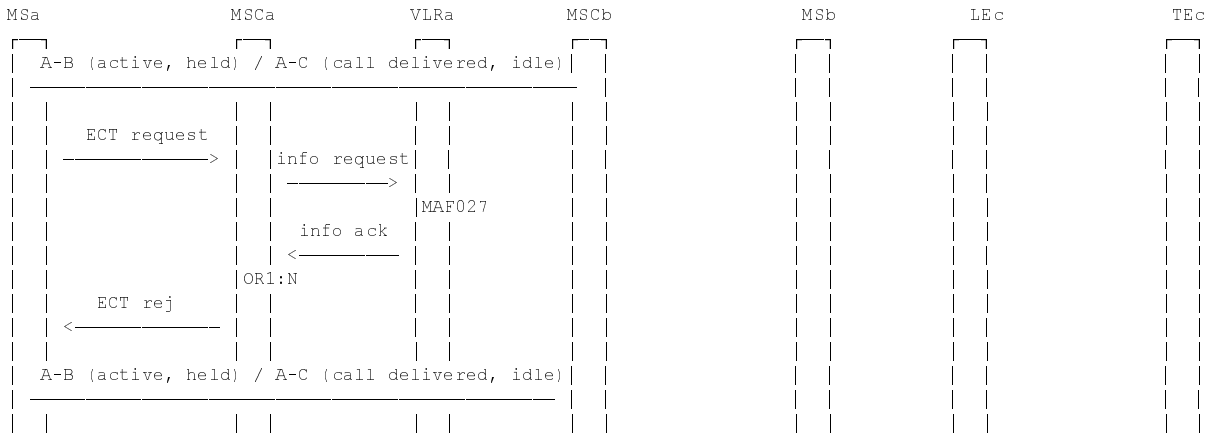 MSa MSCa VLRa MSCb MSb LEc TEc
A-B (active, held) / A-C (call delivered, idle)
ECT request
info request
MAF027
info ack
OR1:N
ECT rej
A-B (active, held) / A-C (call delivered, idle)